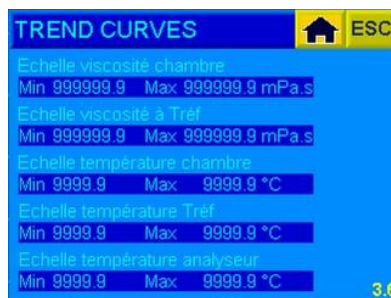 TREND CURVES ESC
Echelle viscosité chambre
Min 999999.9 Max 999999.9 mPa.s
Echelle viscosité à Tréf
Min 999999.9 Max 999999.9 mPa.s
Echelle température chambre
Min 9999.9 Max 9999.9 °C
Echelle température Tréf
Min 9999.9 Max 9999.9 °C
Echelle température analyseur
Min 9999.9 Max 9999.9 °C